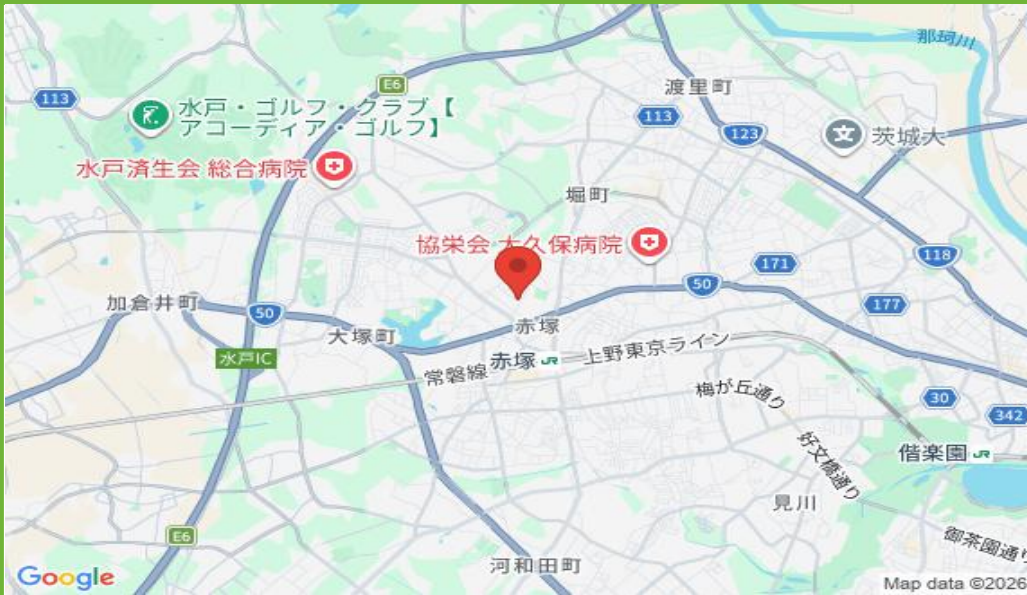 那珂川
E6
渡里町
113
水戸・ゴルフ・クラブ【
アコーディア・ゴルフ】
113
123
茨城大
水戸済生会 総合病院
堀町
協栄会 大久保病院
118
171
50
加倉井町
50
177
大塚町
赤塚
水戸IC
赤塚 JR
上野東京ライン
常磐線
梅が丘通り
30
342
好文橋通り
偕楽園 JR
見川
E6
御茶園通り
河和田町
Google
Map data ©2026